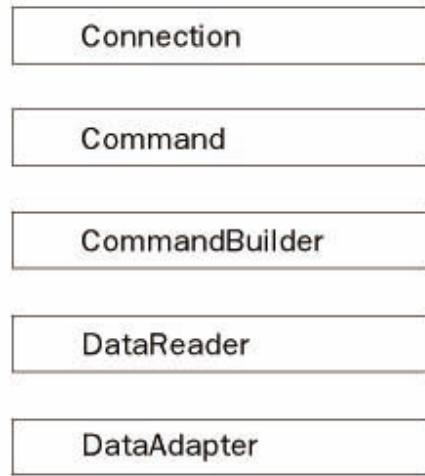 Connection
Command
CommandBuilder
DataReader
DataAdapter